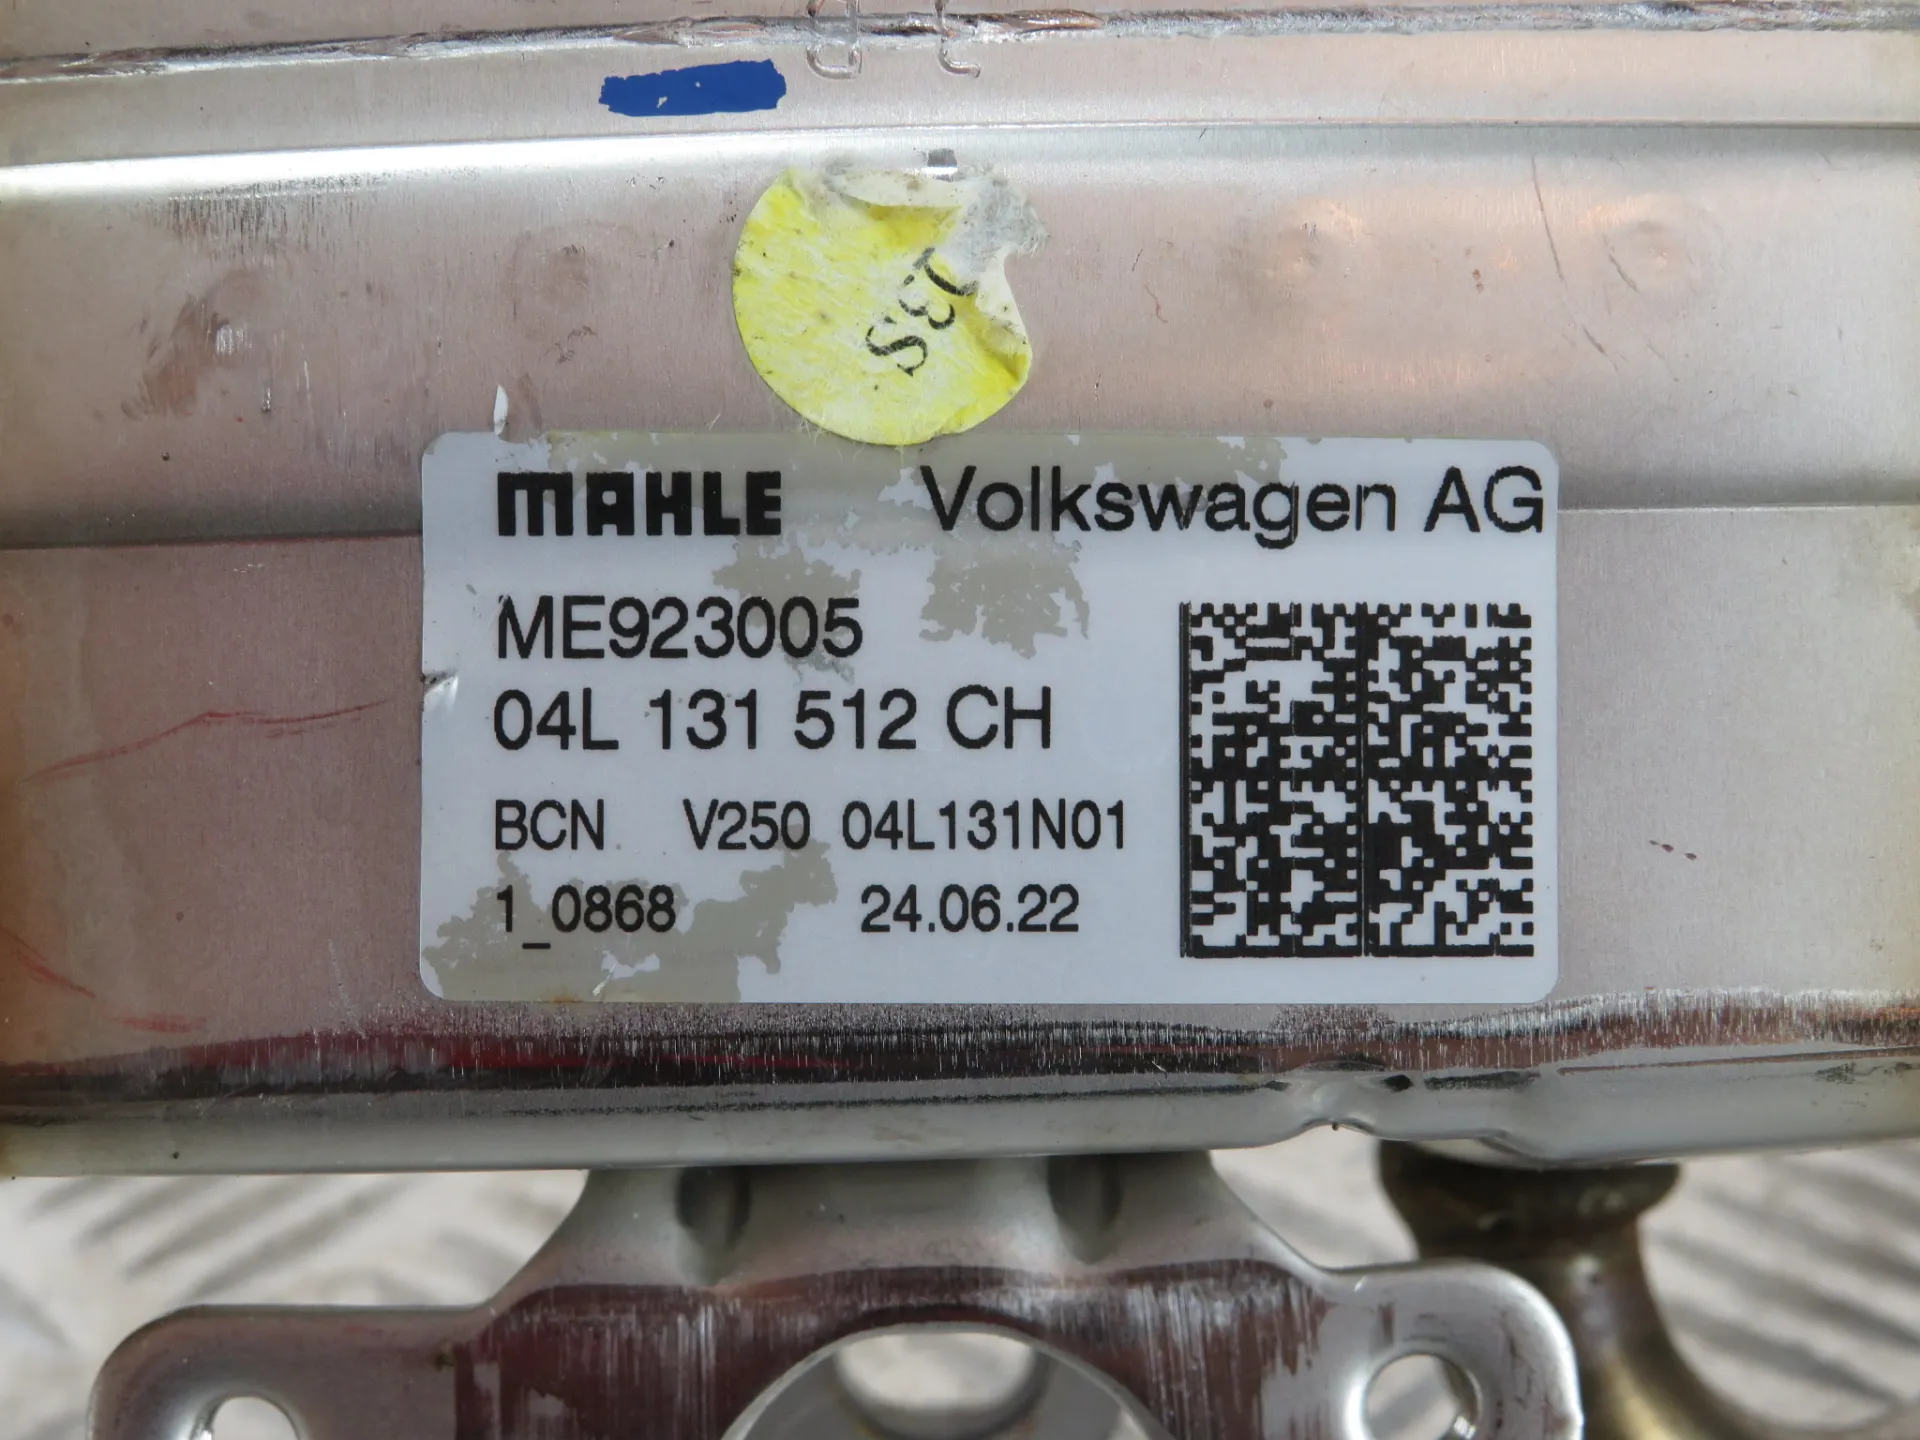 MAHLE Volkswagen AG
ME923005
04L 131 512 CH
BCN V250 04L131N01
1_0868 24.06.22